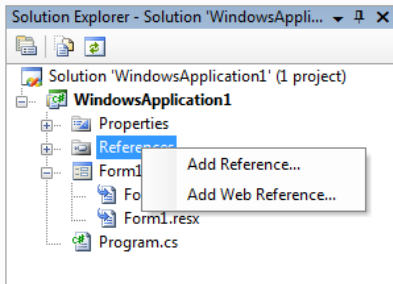 Solution Explorer - Solution 'WindowsAppli...
Solution 'WindowsApplication1' (1 project)
WindowsApplication1
Properties
References
Add Reference...
Form1
Add Web Reference...
Form1.resx
Program.cs